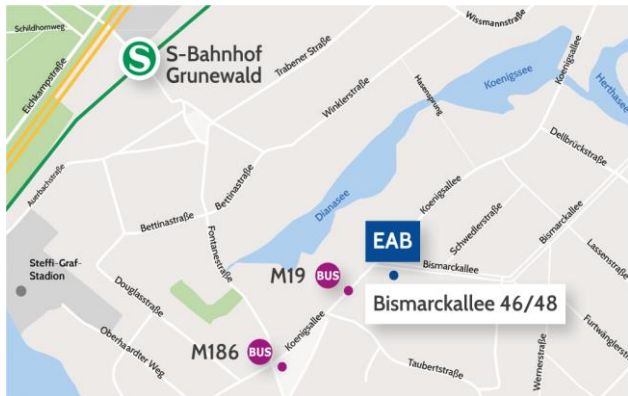 Schildhornweg
Eichkampstraße
S
S-Bahnhof
Grunewald
Trabener Straße
Wissmannstraße
Koenigsallee
Koenigssee
Herthasee
Hasensprung
Winklerstraße
Delbrückstraße
Auerbachstraße
Bettinastraße
Bettinastraße
Dianasee
Koenigsallee
Schwedlerstraße
Bismarckallee
Lassenstraße
Fontanestraße
EAB
Bismarckallee
Steffi-Graf-
Stadion
Douglasstraße
M19 BUS
Bismarckallee 46/48
Furtwänglerstraße
Oberhaardter Weg
M186 BUS
Koenigsallee
Taubertstraße
Wernerstraße